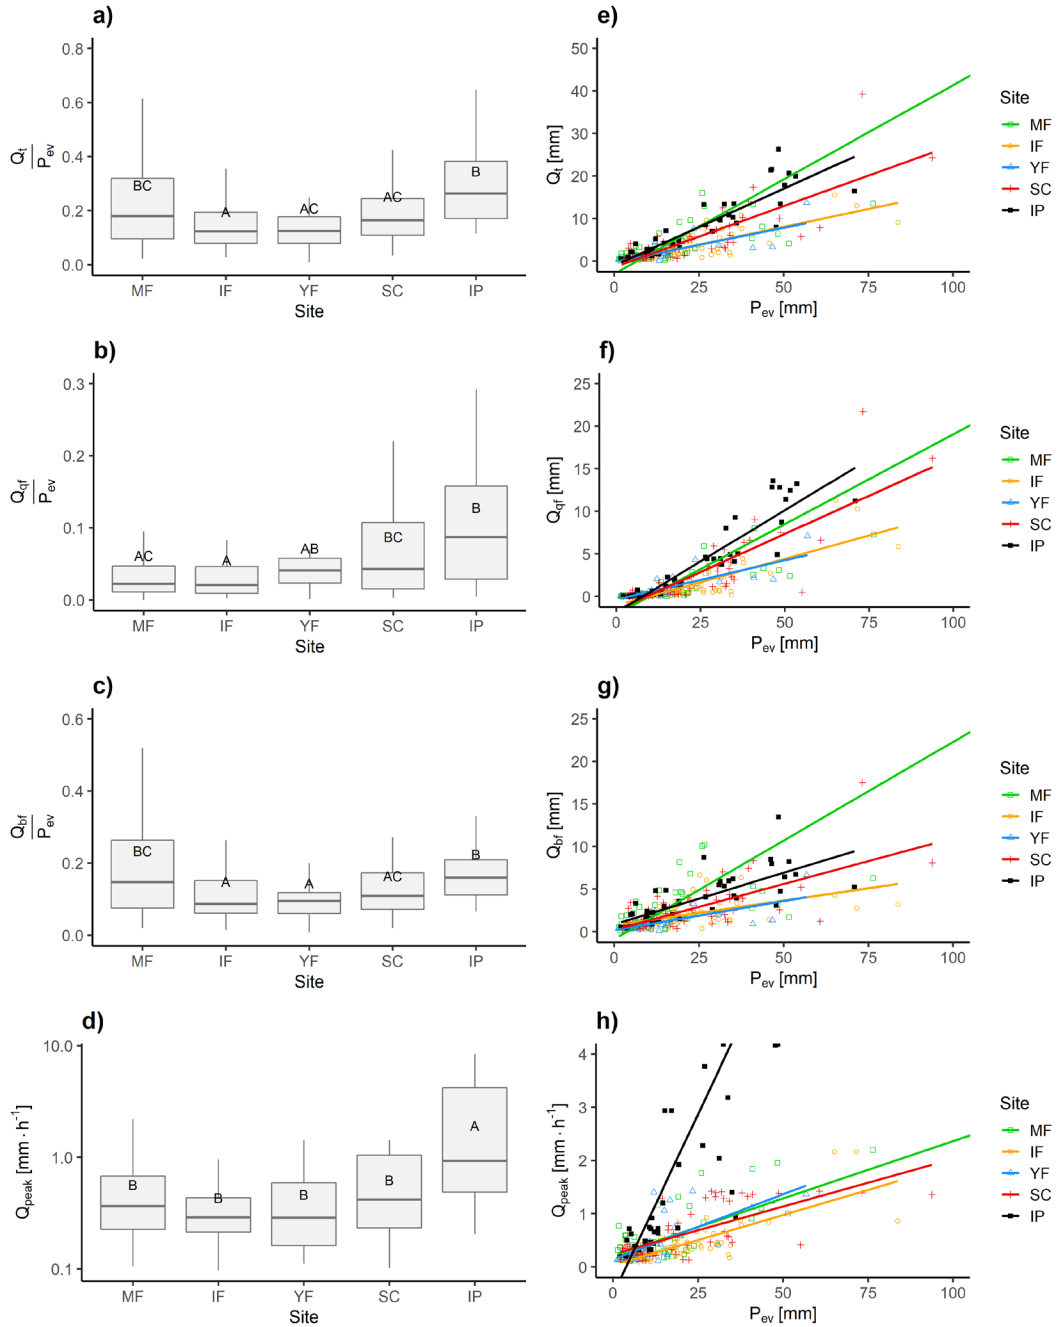 a)
0.8
0.6
0.4
0.2
0.0
Qt
Pev
BC
A
AC
AC
B
MF IF YF SC IP
Site
e)
50
40
30
20
10
0
Qt [mm]
0 25 50 75 100
Pev [mm]
Site
MF
IF
YF
SC
IP
b)
0.3
0.2
0.1
0.0
Qqf
Pev
AC
A
AB
BC
B
MF IF YF SC IP
Site
f)
25
20
15
10
5
0
Qqf [mm]
0 25 50 75 100
Pev [mm]
Site
MF
IF
YF
SC
IP
c)
0.6
0.4
0.2
0.0
Qbf
Pev
BC
A
A
AC
B
MF IF YF SC IP
Site
g)
25
20
15
10
5
0
Qbf [mm]
0 25 50 75 100
Pev [mm]
Site
MF
IF
YF
SC
IP
d)
10.0
1.0
0.1
Qpeak [mm · h⁻¹]
B
B
B
B
A
MF IF YF SC IP
Site
h)
4
3
2
1
0
Qpeak [mm · h⁻¹]
0 25 50 75 100
Pev [mm]
Site
MF
IF
YF
SC
IP